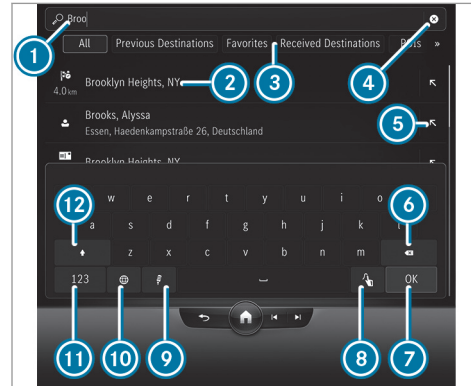 Broo
1
4
All Previous Destinations Favorites Received Destinations »
Brooklyn Heights, NY
2
3
4.0 km
Brooks, Alyssa
Essen, Haedenkampstraße 26, Deutschland
5
Brooklyn Heights, NY
w e r t y u i o
12
6
a s d f g h j k l
z x c v b n m
123
OK
11
10
9
8
7